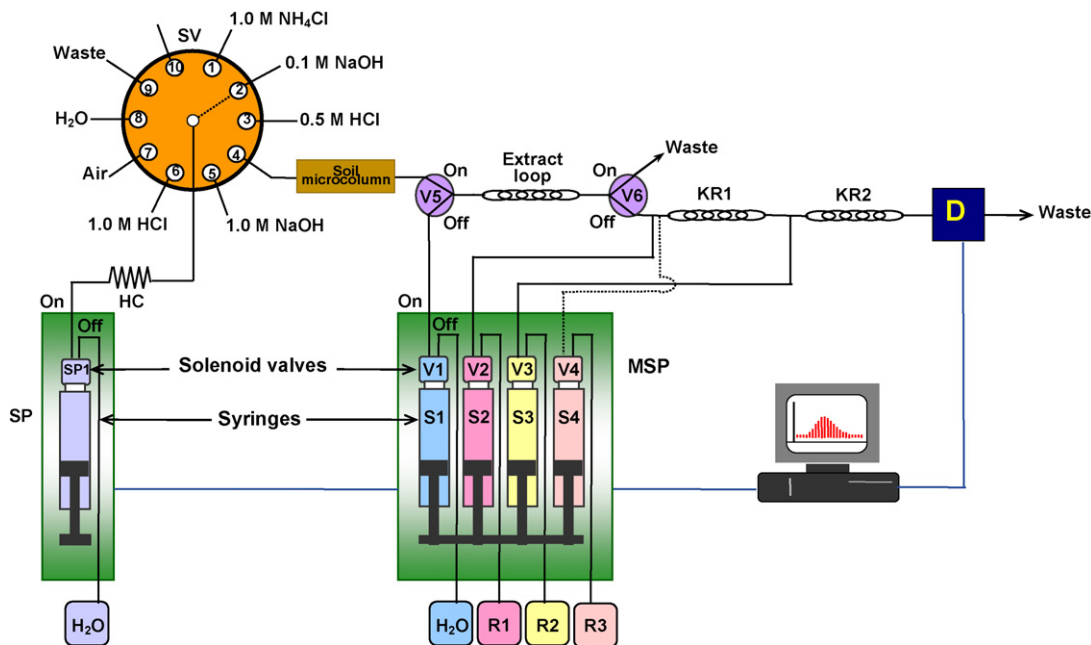 SV
1.0 M NH₄Cl
Waste
10
1
0.1 M NaOH
9
2
H₂O
8
3
0.5 M HCl
7
4
Air
6
5
1.0 M HCl
1.0 M NaOH
Soil
microcolumn
On
V5
Off
Extract
loop
On
V6
Off
Waste
KR1
KR2
D
Waste
HC
On
Off
On
Off
SP1
Solenoid valves
V1
V2
V3
V4
MSP
SP
Syringes
S1
S2
S3
S4
H₂O
H₂O
R1
R2
R3